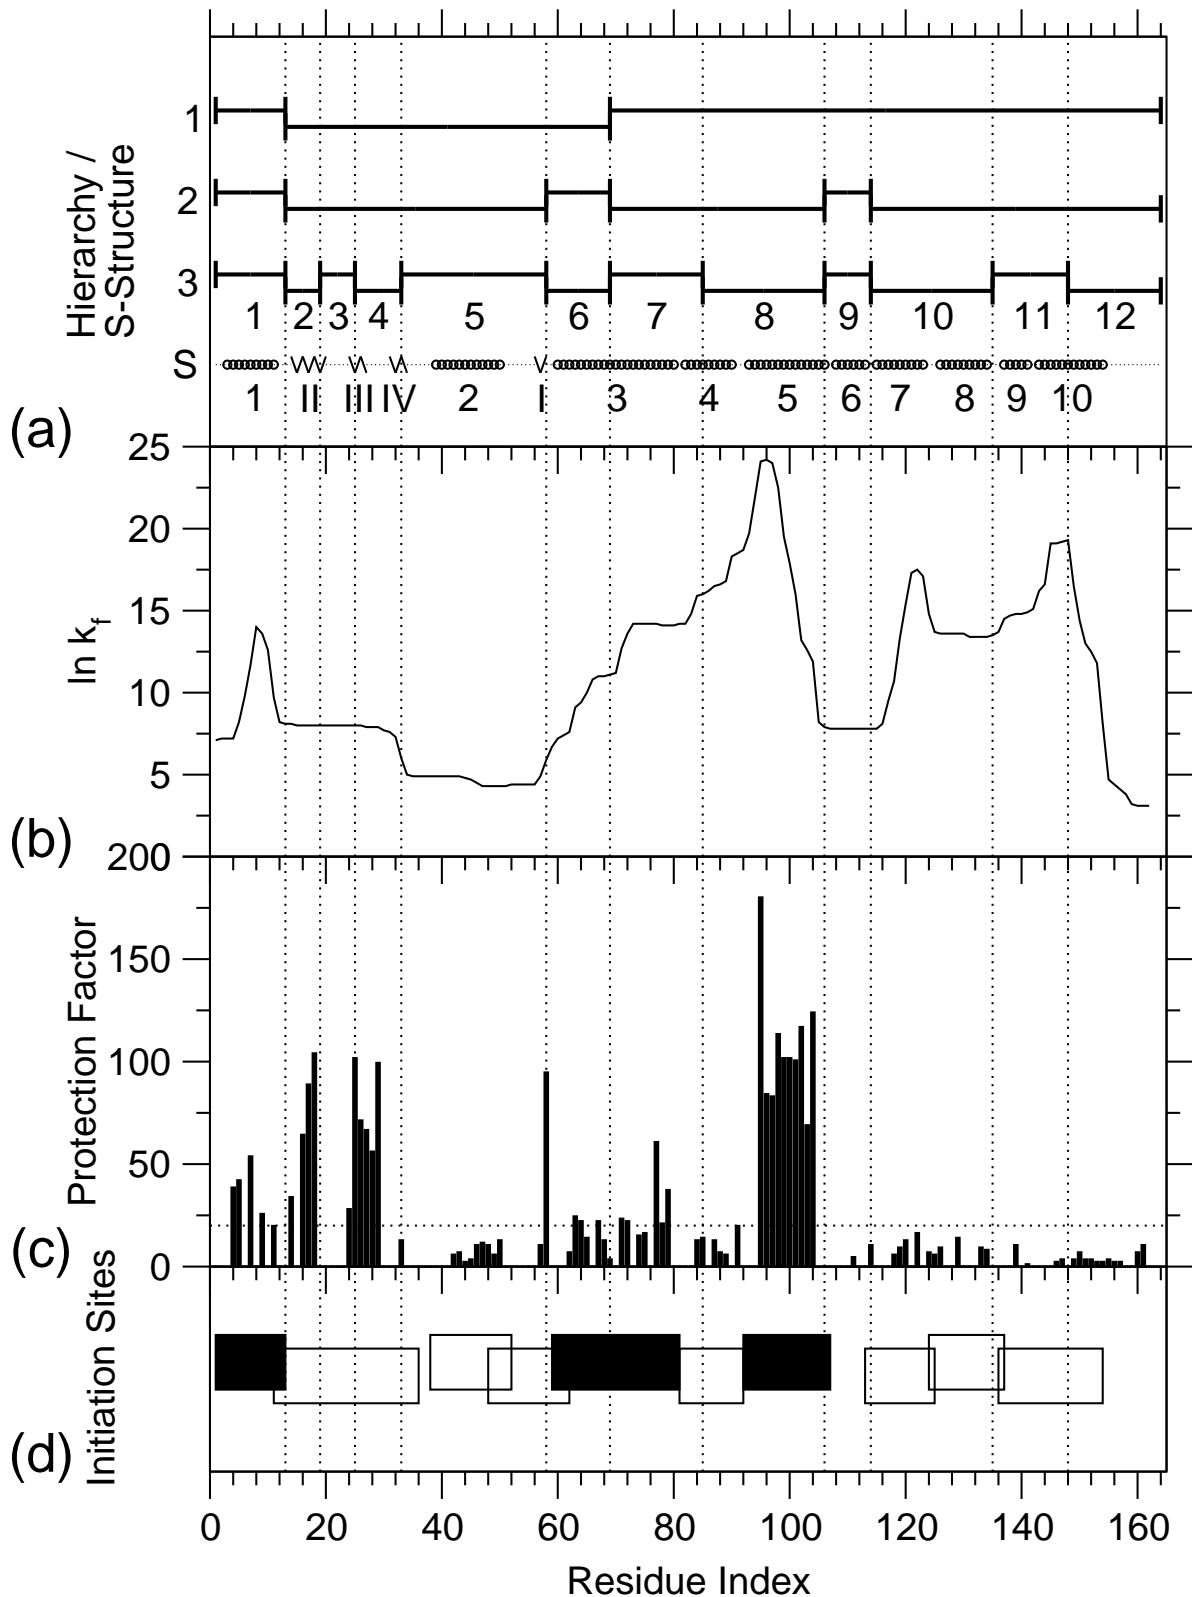 Hierarchy /
S-Structure
1
2
3
1 2 3 4 5 6 7 8 9 10 11 12
S
1 II III IV 2 I 3 4 5 6 7 8 9 10
(a)
25
20
15
10
5
ln kf
(b)
200
150
100
50
0
Protection Factor
(c)
Initiation Sites
(d)
0 20 40 60 80 100 120 140 160
Residue Index